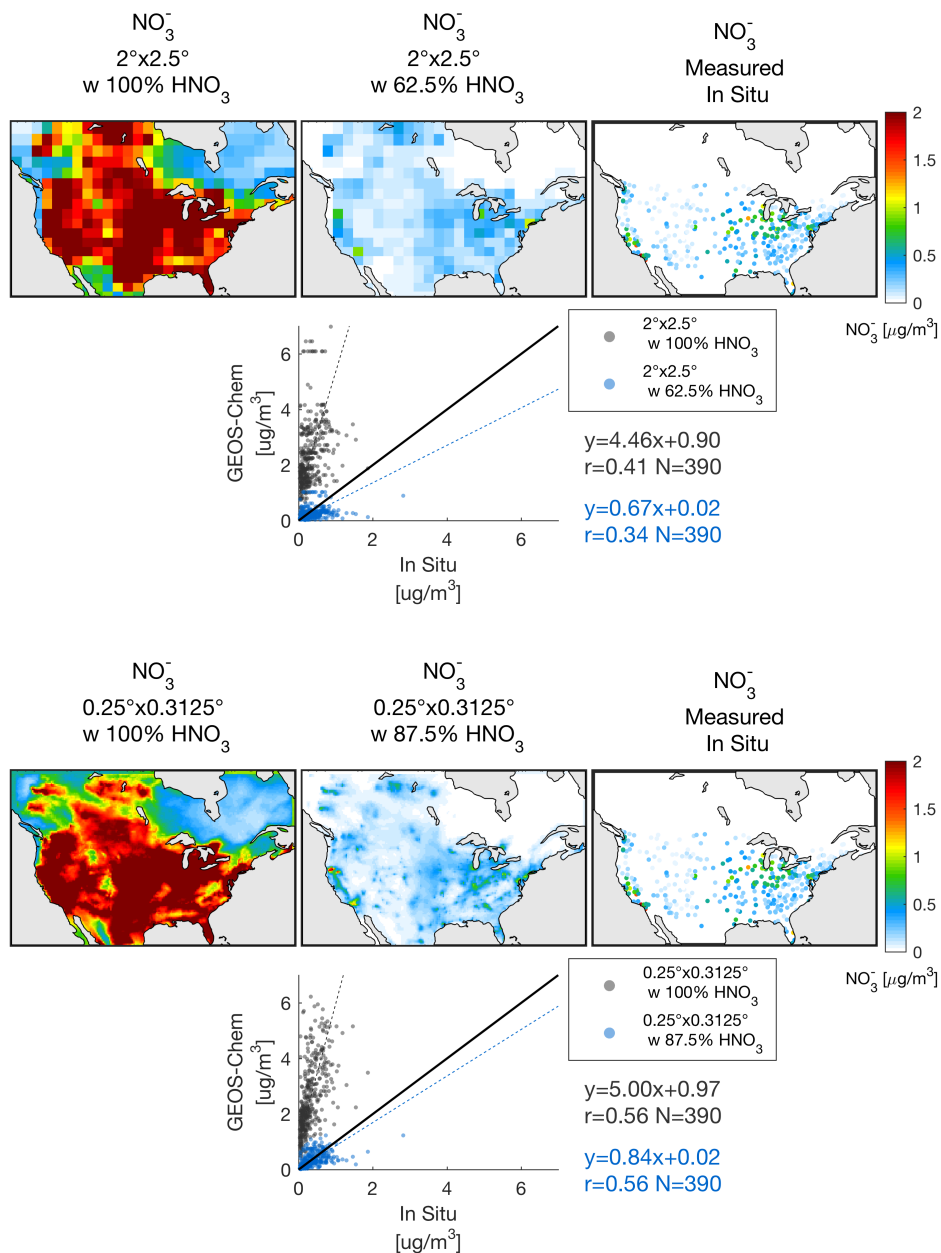 NO₃⁻
2°x2.5°
w 100% HNO₃
NO₃⁻
2°x2.5°
w 62.5% HNO₃
NO₃⁻
Measured
In Situ
2
1.5
1
0.5
0
NO₃⁻ [μg/m³]
GEOS-Chem
[ug/m³]
6
4
2
0
0 2 4 6
In Situ
[ug/m³]
2°x2.5°
w 100% HNO₃
2°x2.5°
w 62.5% HNO₃
y=4.46x+0.90
r=0.41 N=390
y=0.67x+0.02
r=0.34 N=390
NO₃⁻
0.25°x0.3125°
w 100% HNO₃
NO₃⁻
0.25°x0.3125°
w 87.5% HNO₃
NO₃⁻
Measured
In Situ
2
1.5
1
0.5
0
NO₃⁻ [μg/m³]
GEOS-Chem
[ug/m³]
6
4
2
0
0 2 4 6
In Situ
[ug/m³]
0.25°x0.3125°
w 100% HNO₃
0.25°x0.3125°
w 87.5% HNO₃
y=5.00x+0.97
r=0.56 N=390
y=0.84x+0.02
r=0.56 N=390